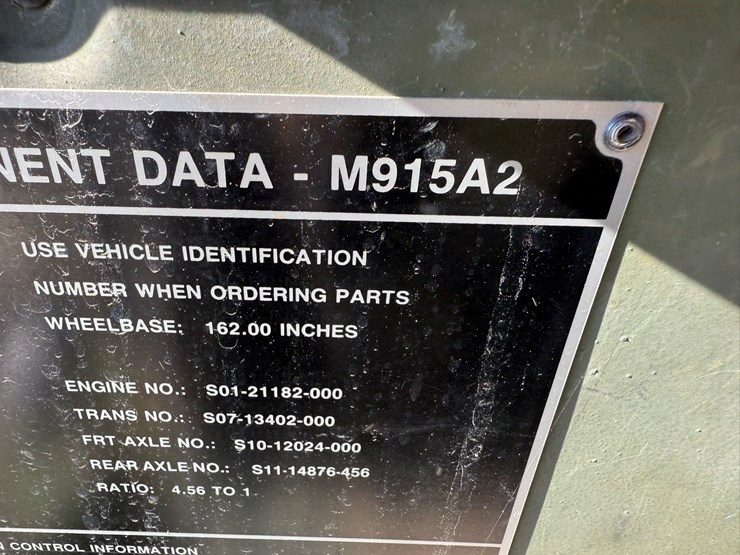 NENT DATA - M915A2
USE VEHICLE IDENTIFICATION
NUMBER WHEN ORDERING PARTS
WHEELBASE: 162.00 INCHES
ENGINE NO.: S01-21182-000
TRANS NO.: S07-13402-000
FRT AXLE NO.: S10-12024-000
REAR AXLE NO.: S11-14876-456
RATIO: 4.56 TO 1
N CONTROL INFORMATION